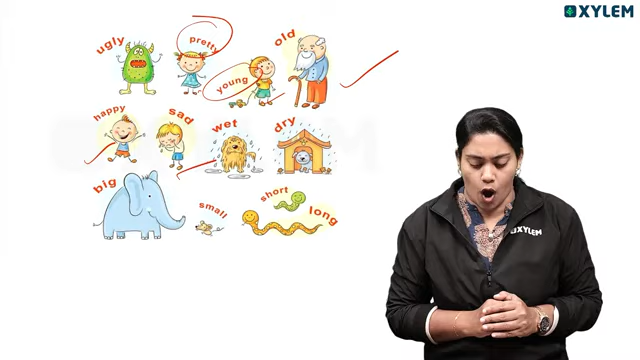 XYLEM
ugly
pretty
young
old
happy
sad
wet
dry
big
small
short
long
XYLEM